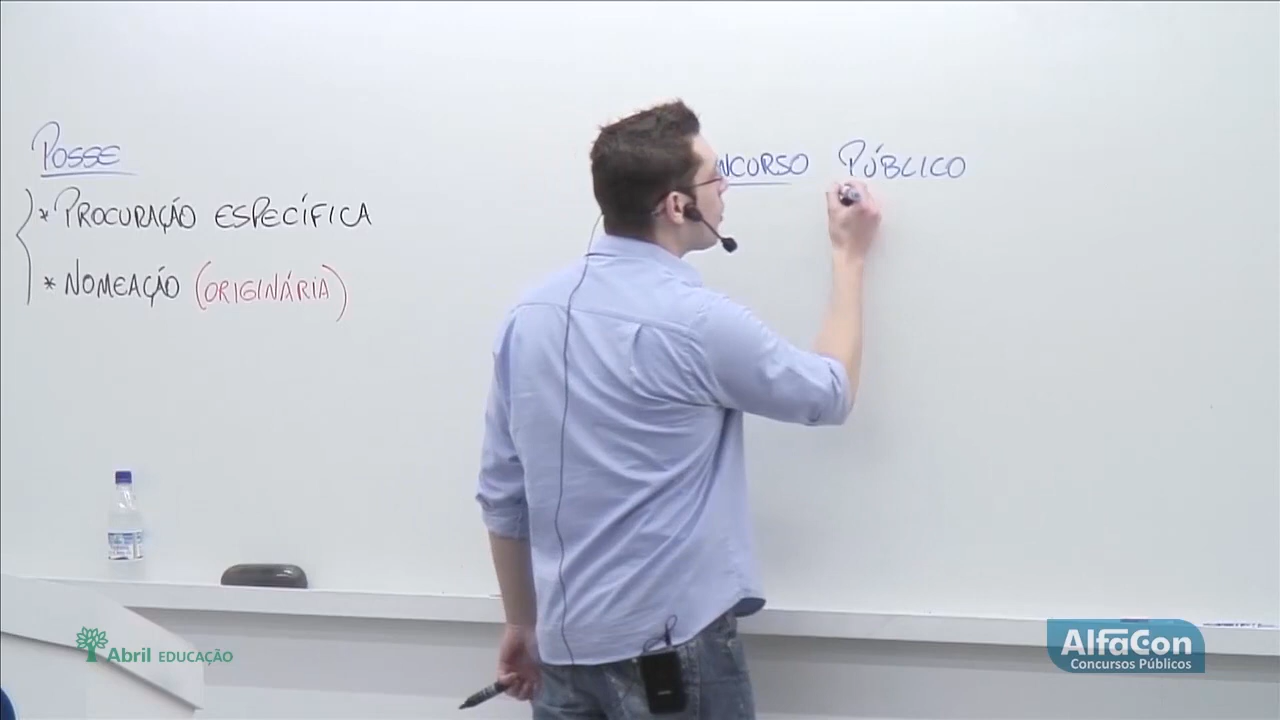 POSSE
* PROCURAÇÃO ESPECÍFICA
* NOMEAÇÃO (ORIGINÁRIA)
NCURSO PÚBLICO
Abril EDUCAÇÃO
AlfaCon
Concursos Públicos